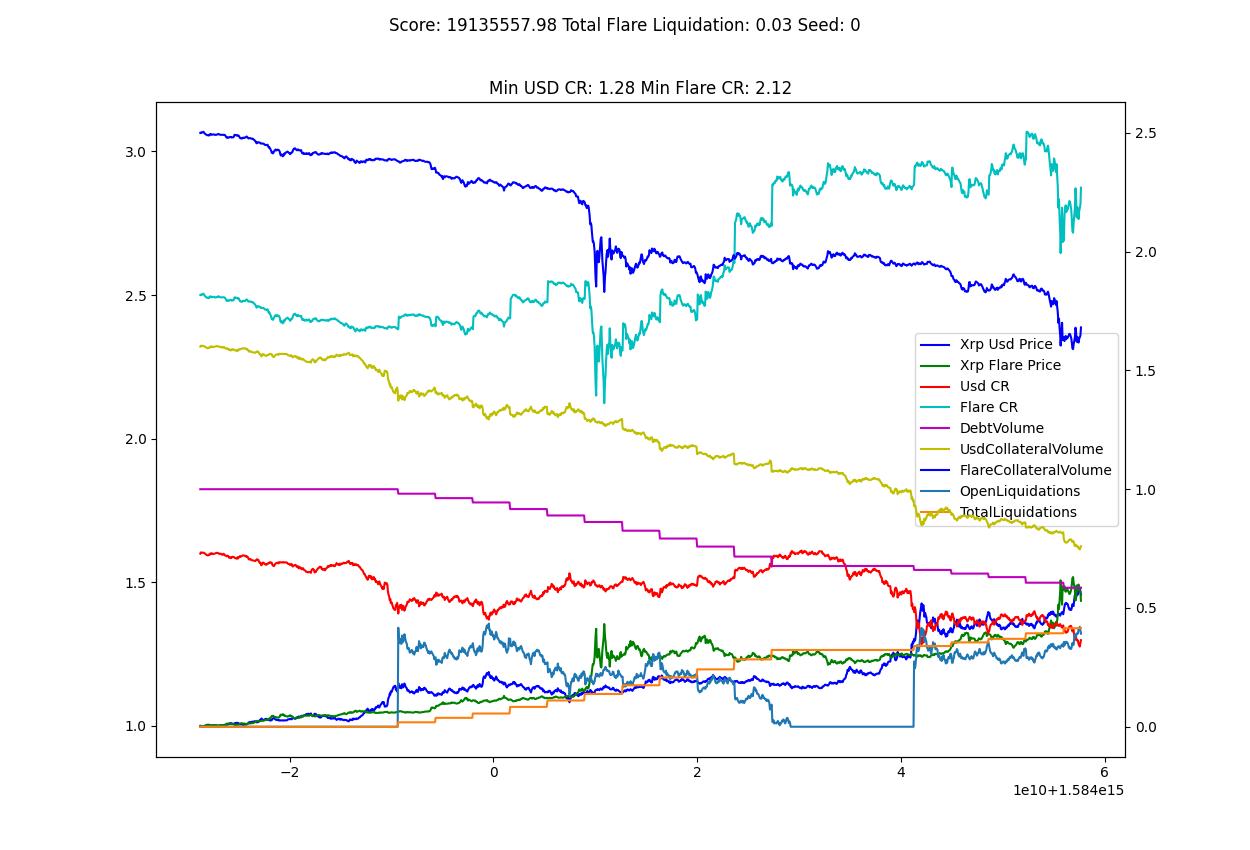 Score: 19135557.98 Total Flare Liquidation: 0.03 Seed: 0
Min USD CR: 1.28 Min Flare CR: 2.12
3.0
2.5
2.0
1.5
1.0
2.5
2.0
1.5
1.0
0.5
0.0
Xrp Usd Price
Xrp Flare Price
Usd CR
Flare CR
DebtVolume
UsdCollateralVolume
FlareCollateralVolume
OpenLiquidations
TotalLiquidations
−2 0 2 4 6
1e10+1.584e15